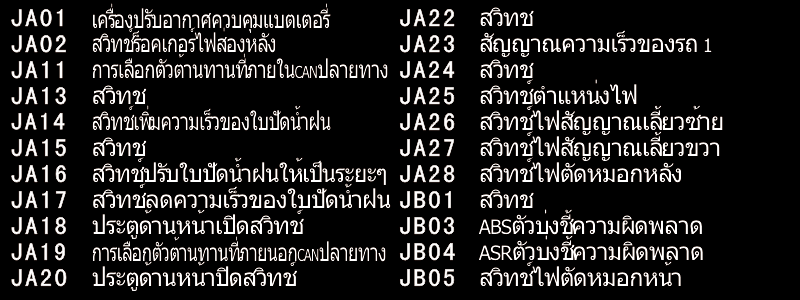 JA01 เครื่องปรับอากาศควบคุมแบตเตอรี่
JA02 สวิทช์ร็อคเกอร์ไฟส่องหลัง
JA11 การเลือกตัวต้านทานที่ภายในCANปลายทาง
JA13 สวิทช
JA14 สวิทช์เพิ่มความเร็วของใบปัดน้ำฝน
JA15 สวิทช
JA16 สวิทช์ปรับใบปัดน้ำฝนให้เป็นระยะๆ
JA17 สวิทช์ลดความเร็วของใบปัดน้ำฝน
JA18 ประตูด้านหน้าเปิดสวิทช์
JA19 การเลือกตัวต้านทานที่ภายนอกCANปลายทาง
JA20 ประตูด้านหน้าปิดสวิทช์
JA22 สวิทช
JA23 สัญญาณความเร็วของรถ 1
JA24 สวิทช
JA25 สวิทช์ตำแหน่งไฟ
JA26 สวิทช์ไฟสัญญาณเลี้ยวซ้าย
JA27 สวิทช์ไฟสัญญาณเลี้ยวขวา
JA28 สวิทช์ไฟตัดหมอกหลัง
JB01 สวิทช
JB03 ABSตัวบ่งชี้ความผิดพลาด
JB04 ASRตัวบ่งชี้ความผิดพลาด
JB05 สวิทช์ไฟตัดหมอกหน้า